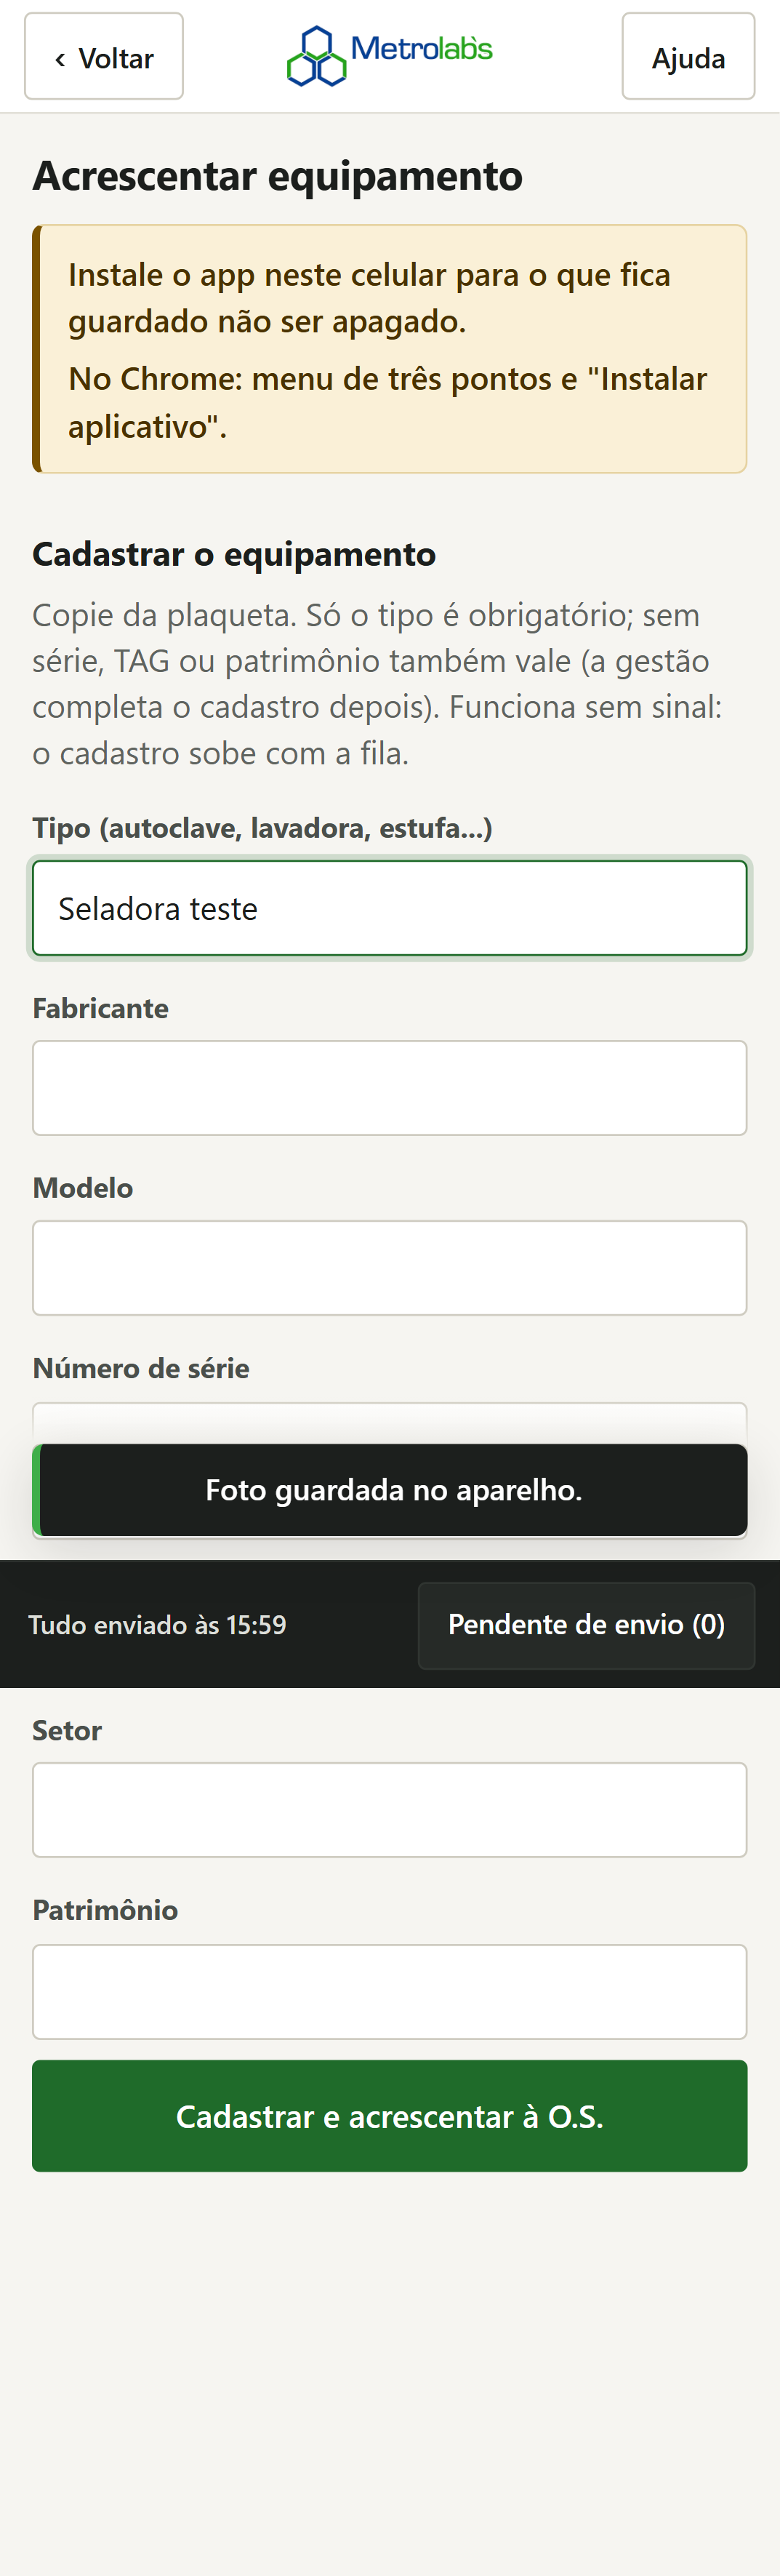 ‹ Voltar
Metrolabs
Ajuda
Acrescentar equipamento
Instale o app neste celular para o que fica
guardado não ser apagado.
No Chrome: menu de três pontos e "Instalar
aplicativo".
Cadastrar o equipamento
Copie da plaqueta. Só o tipo é obrigatório; sem
série, TAG ou patrimônio também vale (a gestão
completa o cadastro depois). Funciona sem sinal:
o cadastro sobe com a fila.
Tipo (autoclave, lavadora, estufa...)
Seladora teste
Fabricante
Modelo
Número de série
Foto guardada no aparelho.
Tudo enviado às 15:59
Pendente de envio (0)
Setor
Patrimônio
Cadastrar e acrescentar à O.S.